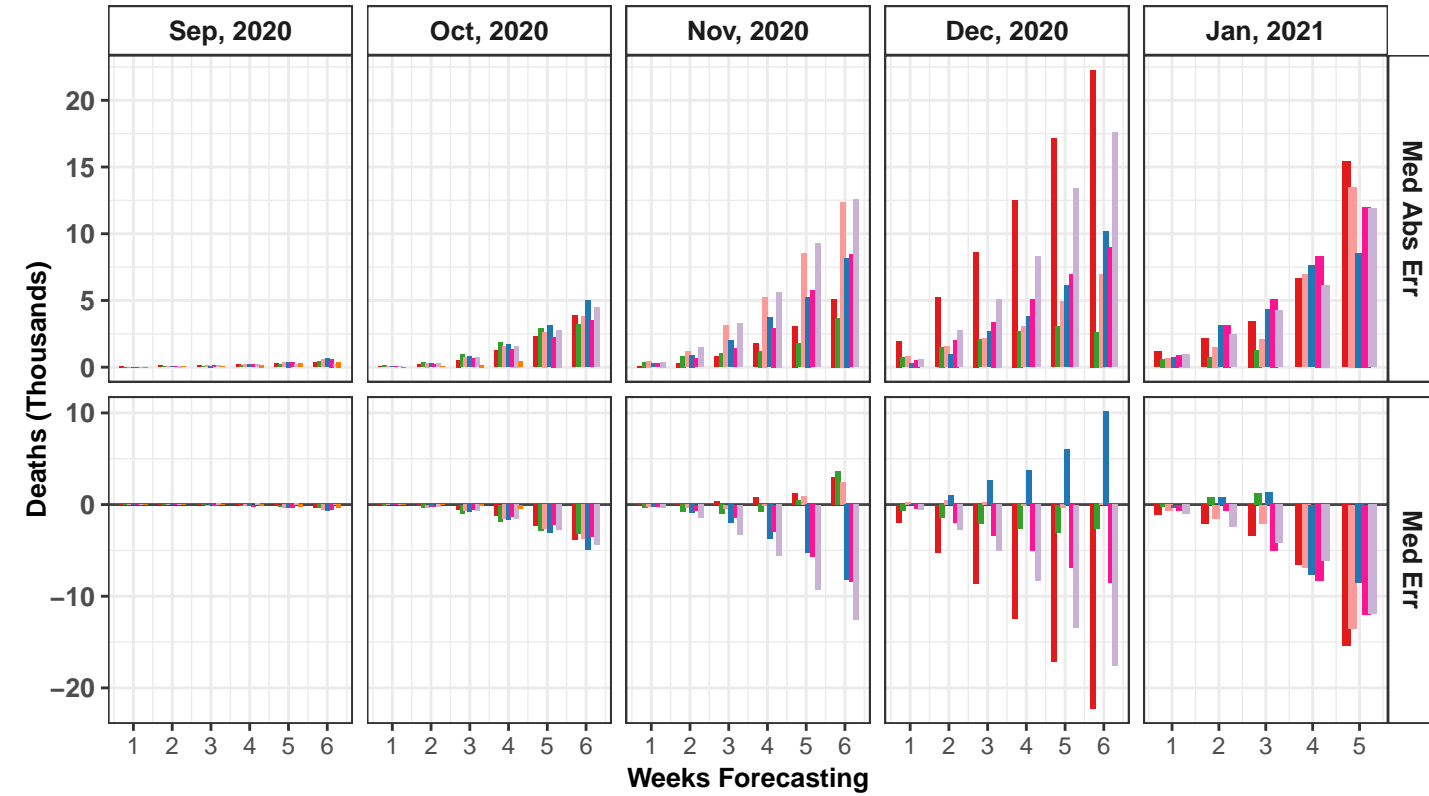 Sep, 2020 Oct, 2020 Nov, 2020 Dec, 2020 Jan, 2021
Deaths (Thousands)
20
15
10
5
0
Med Abs Err
10
0
−10
−20
Med Err
1 2 3 4 5 6 1 2 3 4 5 6 1 2 3 4 5 6 1 2 3 4 5 6 1 2 3 4 5
Weeks Forecasting